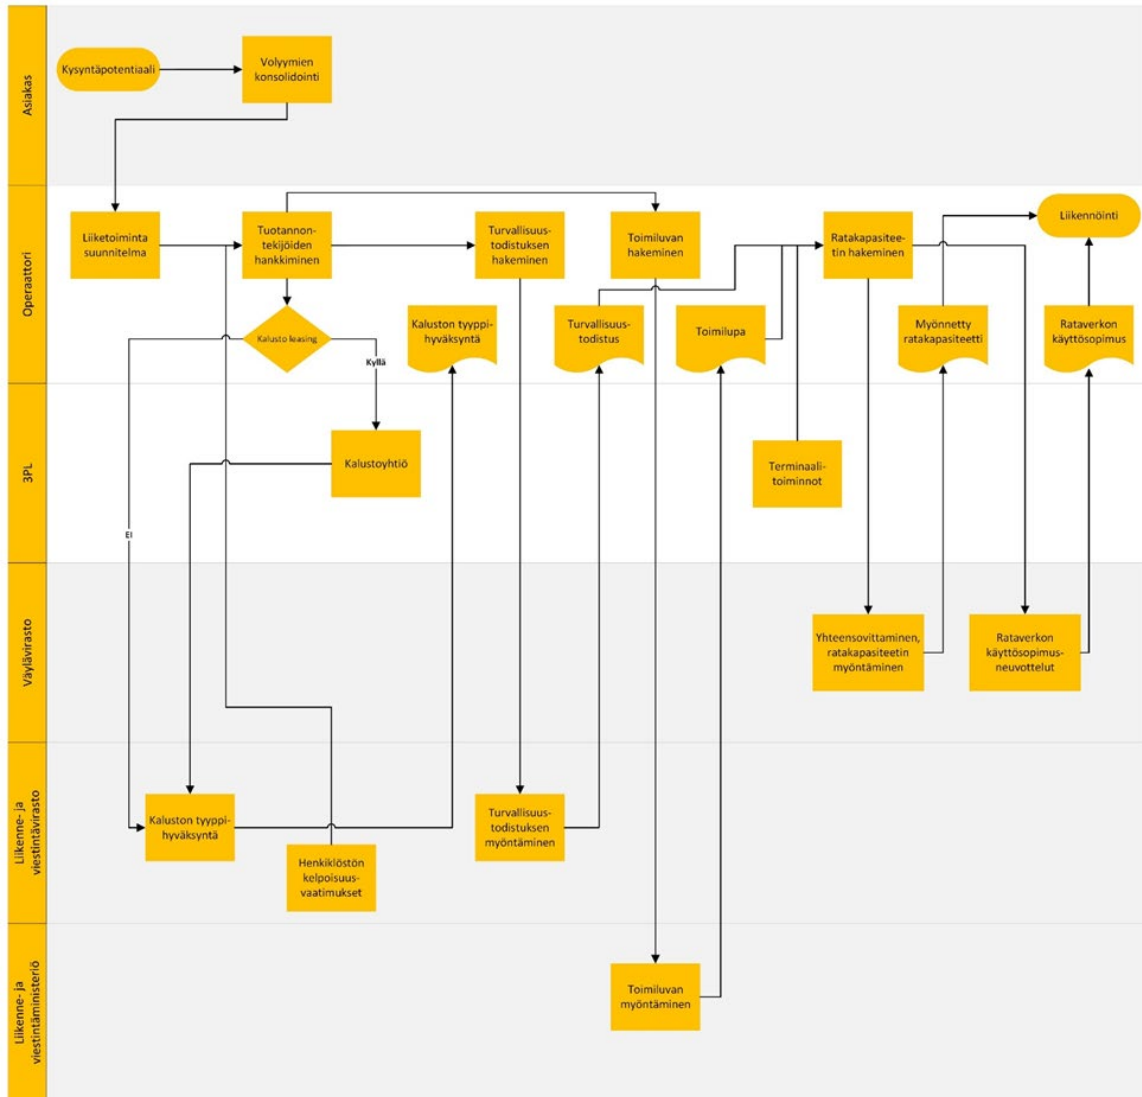 Asiakas
Kysyntäpotentiaali
Volyymien
konsolidointi
Operaattori
Liiketoiminta
suunnitelma
Tuotannon-
tekijöiden
hankkiminen
Turvallisuus-
todistuksen
hakeminen
Toimiluvan
hakeminen
Ratakapasitee-
tin hakeminen
Liikennöinti
Kalusto leasing
Kyllä
Kaluston tyyppi-
hyväksyntä
Turvallisuus-
todistus
Toimilupa
Myönnetty
ratakapasiteetti
Rataverkon
käyttösopimus
3PL
Kalustoyhtiö
Terminaali-
toiminnot
EI
Väylävirasto
Yhteensovittaminen,
ratakapasiteetin
myöntäminen
Rataverkon
käyttösopimus-
neuvottelut
Liikenne- ja
viestintävirasto
Kaluston tyyppi-
hyväksyntä
Henkiklöstön
kelpoisuus-
vaatimukset
Turvallisuus-
todistuksen
myöntäminen
Liikenne- ja
viestintäministeriö
Toimiluvan
myöntäminen